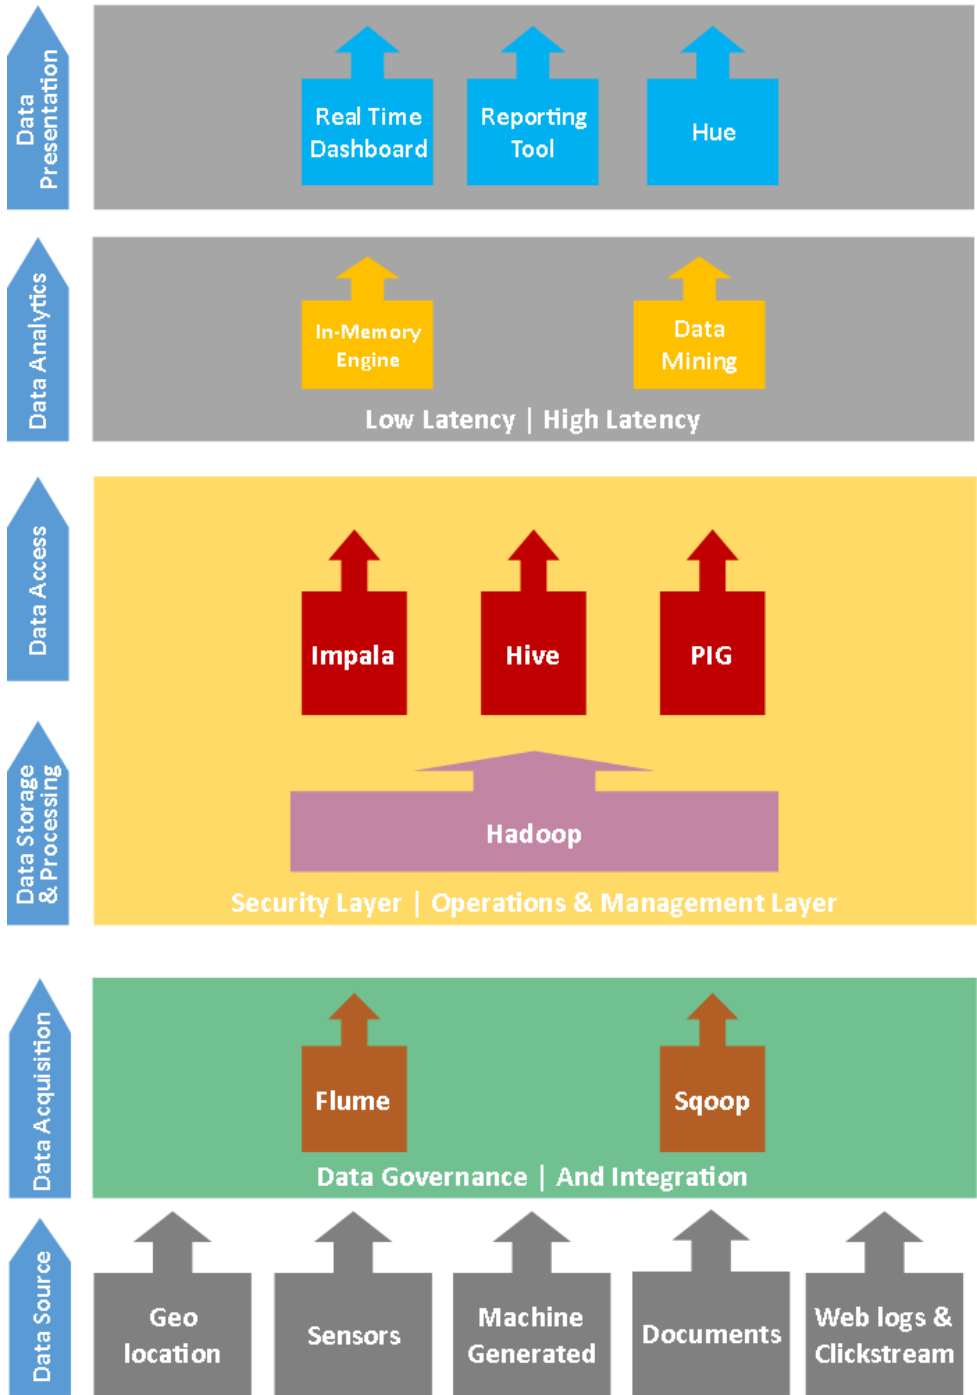 Data
Presentation
Real Time
Dashboard
Reporting
Tool
Hue
Data Analytics
In-Memory
Engine
Data
Mining
Low Latency | High Latency
Data Access
Impala
Hive
PIG
Data Storage
& Processing
Hadoop
Security Layer | Operations & Management Layer
Data Acquisition
Flume
Sqoop
Data Governance | And Integration
Data Source
Geo
location
Sensors
Machine
Generated
Documents
Web logs &
Clickstream